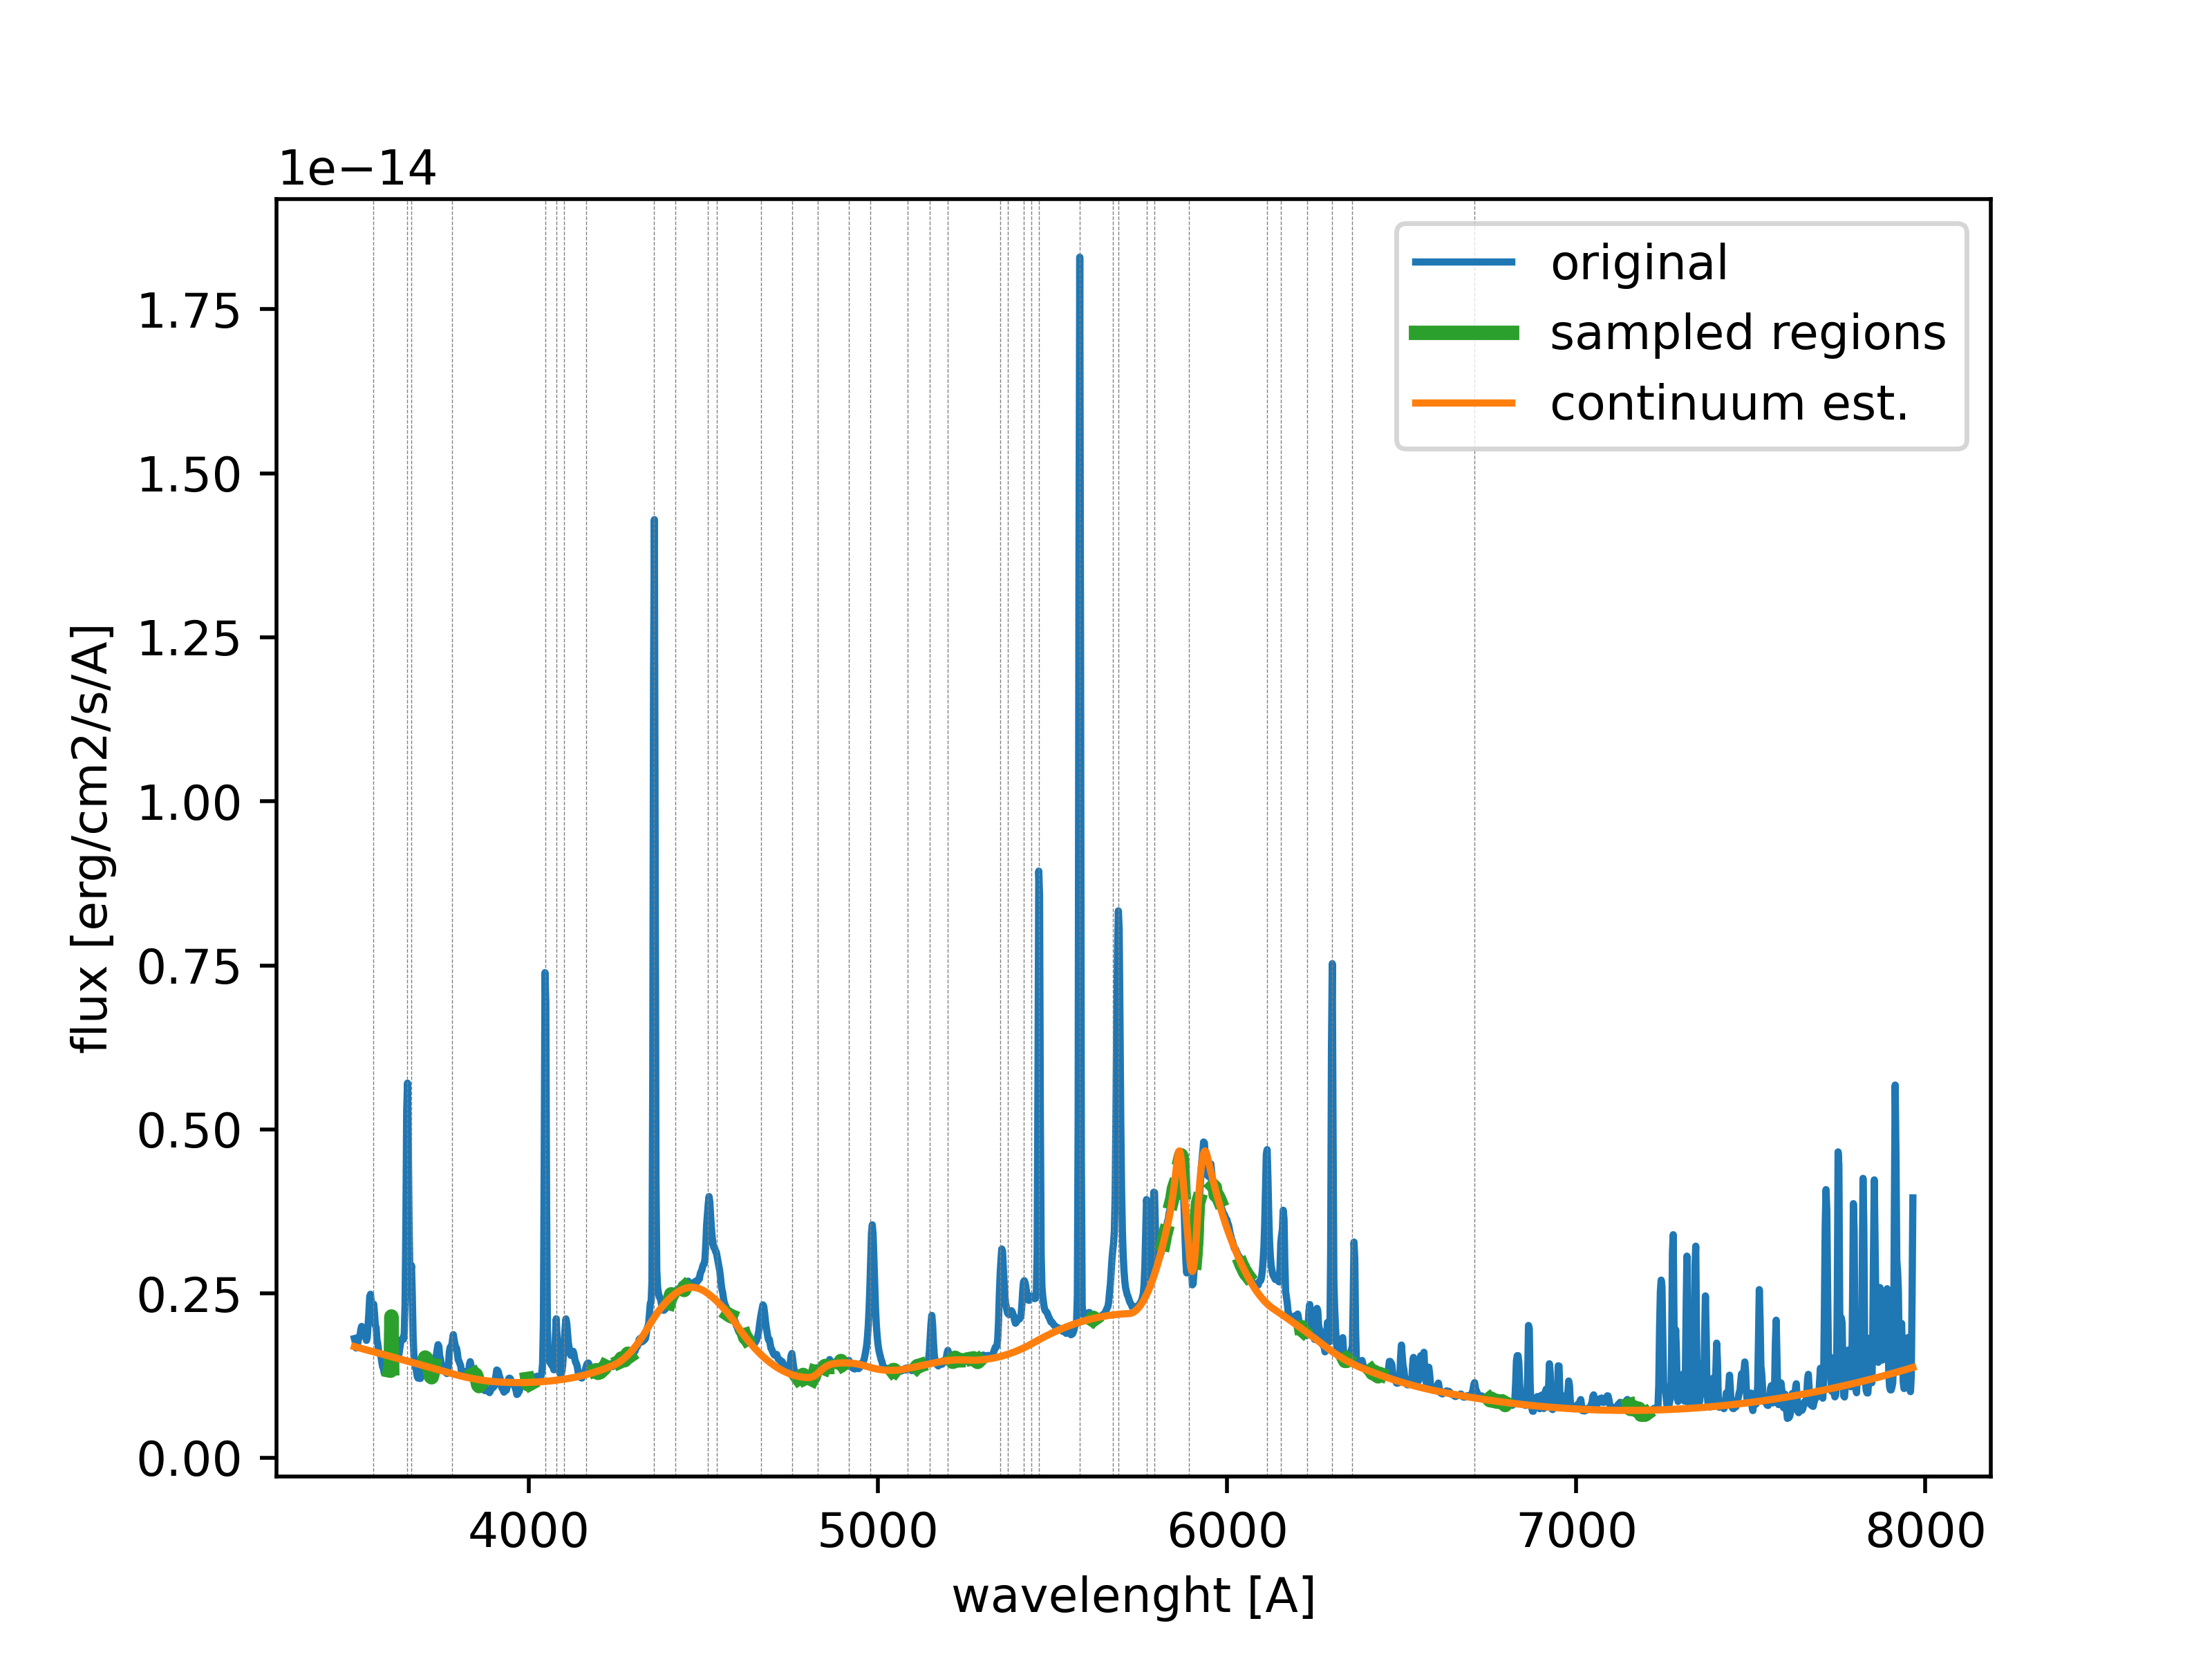 1e−14
original
sampled regions
continuum est.
1.75
1.50
1.25
1.00
0.75
0.50
0.25
0.00
flux [erg/cm2/s/A]
4000 5000 6000 7000 8000
wavelenght [A]